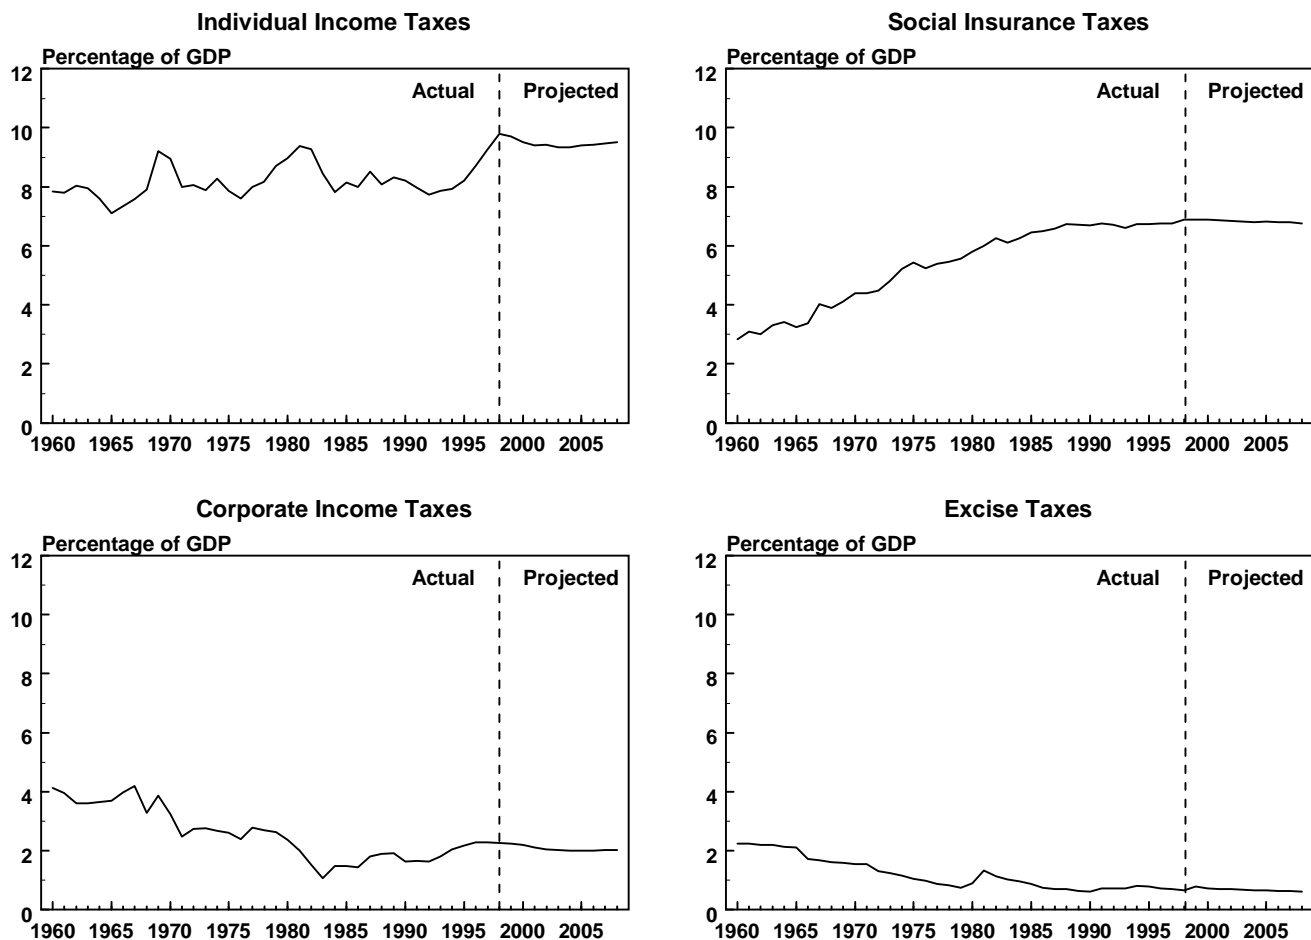 Individual Income Taxes
Percentage of GDP
12
Actual Projected
10
8
6
4
2
0
1960 1965 1970 1975 1980 1985 1990 1995 2000 2005
Social Insurance Taxes
Percentage of GDP
12
Actual Projected
10
8
6
4
2
0
1960 1965 1970 1975 1980 1985 1990 1995 2000 2005
Corporate Income Taxes
Percentage of GDP
12
Actual Projected
10
8
6
4
2
0
1960 1965 1970 1975 1980 1985 1990 1995 2000 2005
Excise Taxes
Percentage of GDP
12
Actual Projected
10
8
6
4
2
0
1960 1965 1970 1975 1980 1985 1990 1995 2000 2005